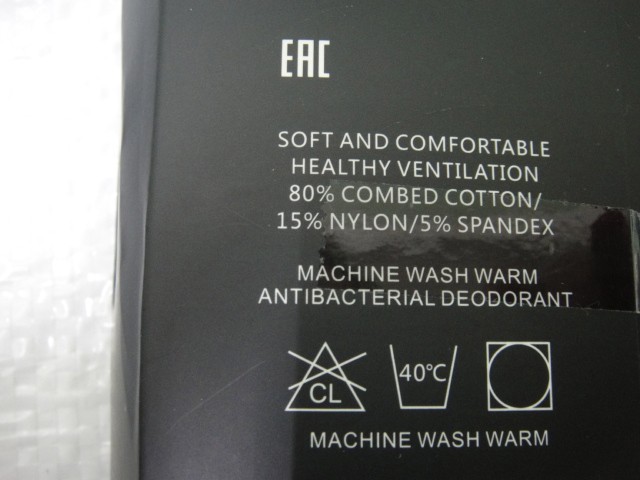 EAC
SOFT AND COMFORTABLE
HEALTHY VENTILATION
80% COMBED COTTON/
15% NYLON/5% SPANDEX
MACHINE WASH WARM
ANTIBACTERIAL DEODORANT
CL 40°C
MACHINE WASH WARM